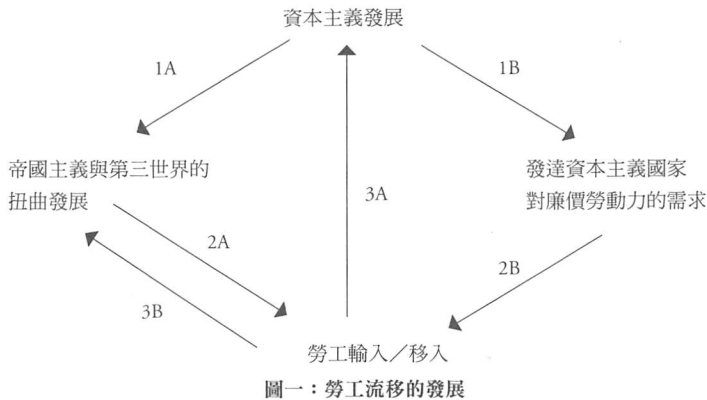 資本主義發展
1A
1B
帝國主義與第三世界的
扭曲發展
發達資本主義國家
對廉價勞動力的需求
3A
2A
2B
3B
勞工輸入／移入
圖一：勞工流移的發展